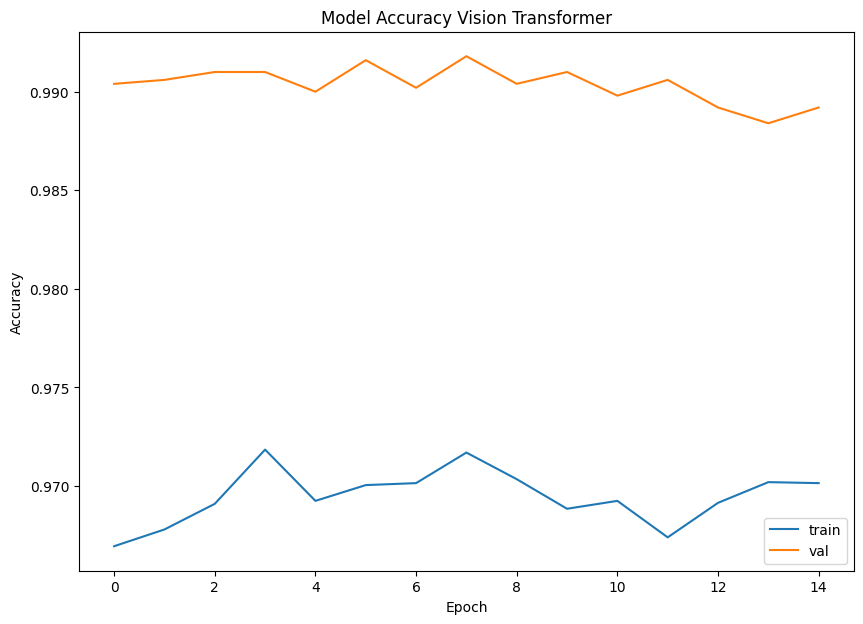 Model Accuracy Vision Transformer
0.990
0.985
0.980
0.975
0.970
Accuracy
train
val
0 2 4 6 8 10 12 14
Epoch